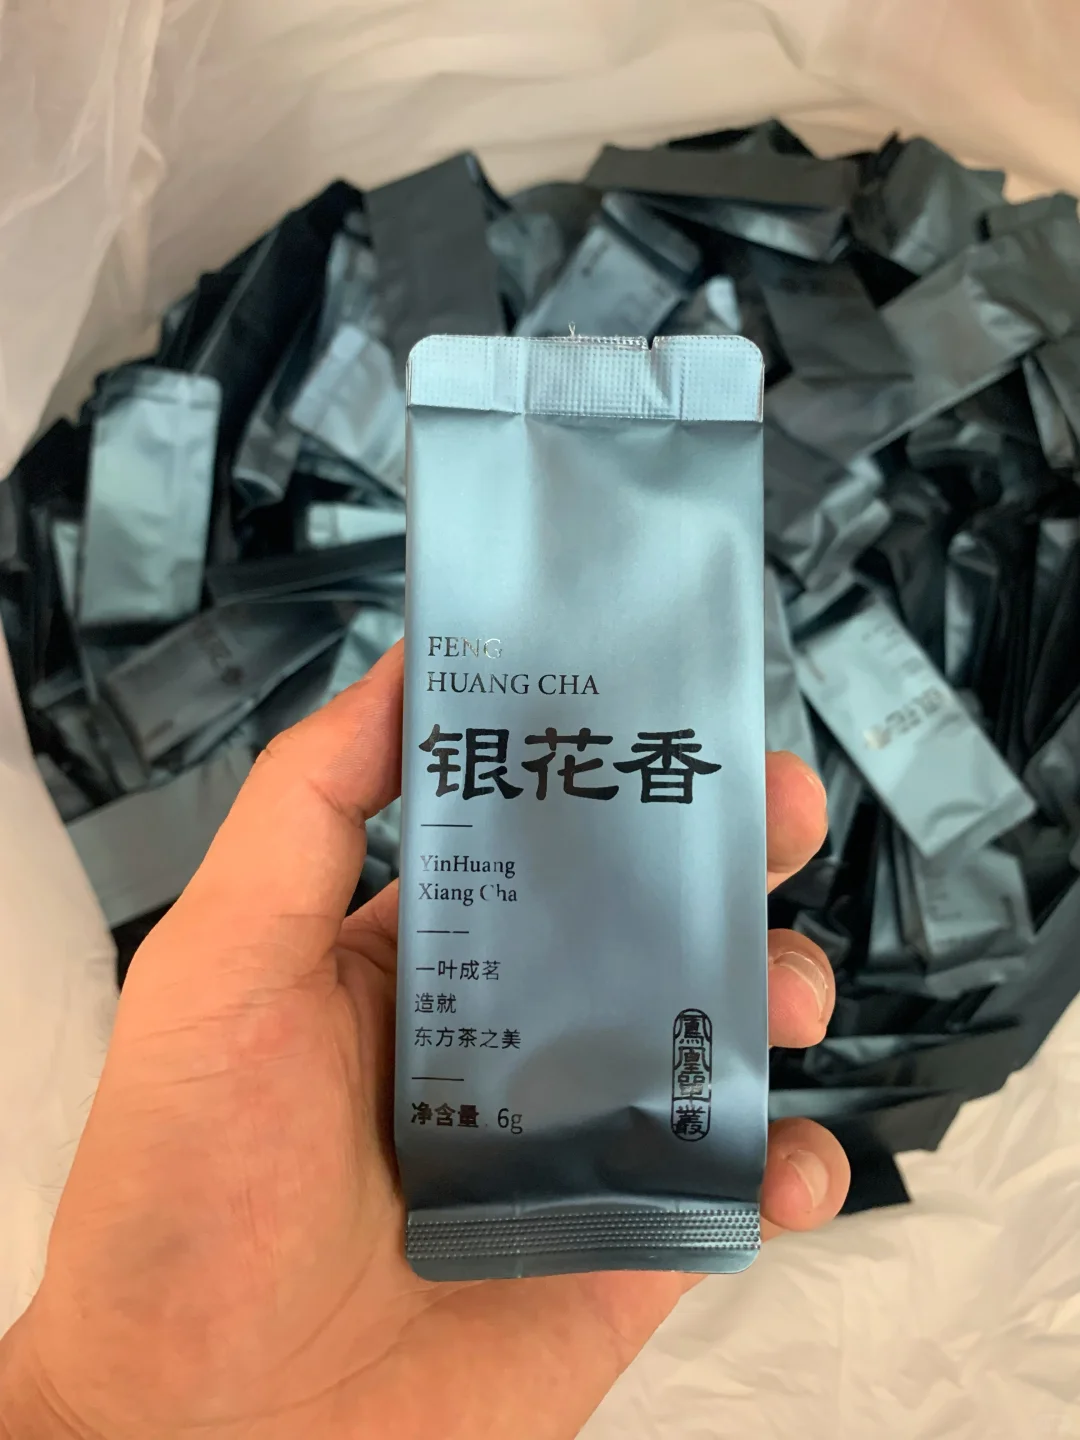 FENG
HUANG CHA
银花香
YinHuang
Xiang Cha
一叶成茗
造就
东方茶之美
净含量 6g
鳳凰單叢